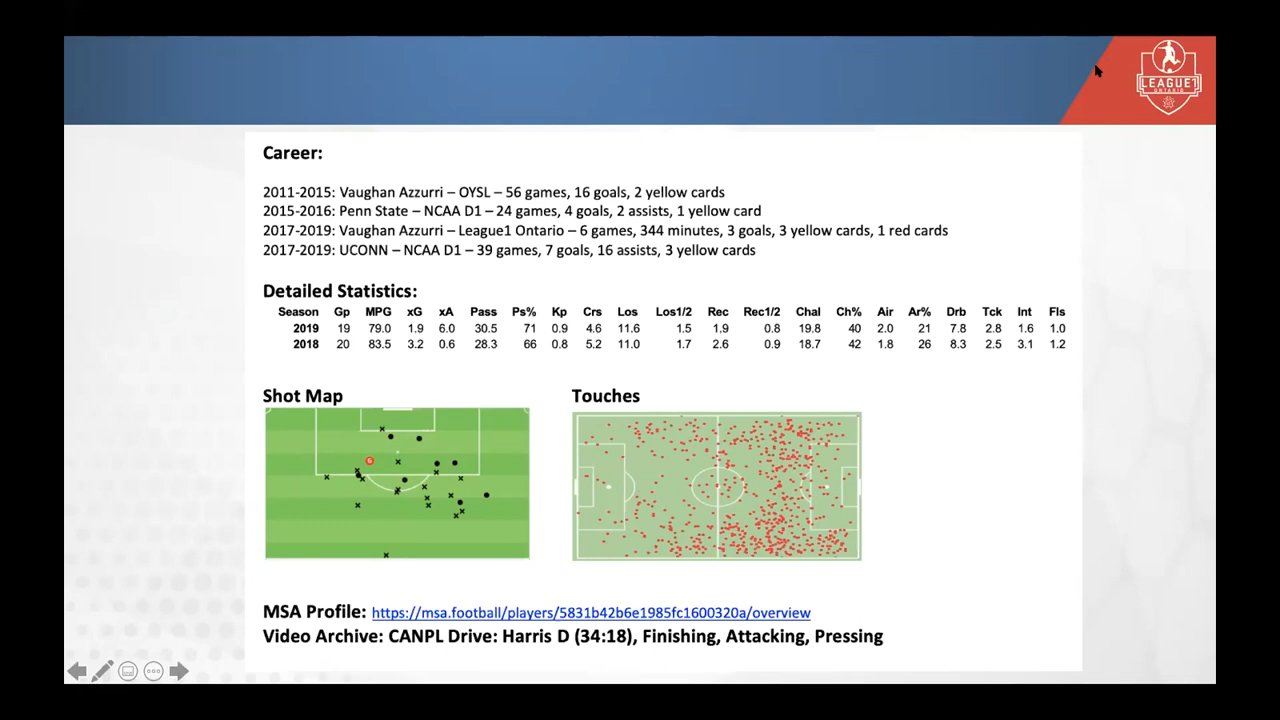 LEAGUE1
ONTARIO
Career:
2011-2015: Vaughan Azzurri – OYSL – 56 games, 16 goals, 2 yellow cards
2015-2016: Penn State – NCAA D1 – 24 games, 4 goals, 2 assists, 1 yellow card
2017-2019: Vaughan Azzurri – League1 Ontario – 6 games, 344 minutes, 3 goals, 3 yellow cards, 1 red cards
2017-2019: UCONN – NCAA D1 – 39 games, 7 goals, 16 assists, 3 yellow cards
Detailed Statistics:
Season Gp MPG xG xA Pass Ps% Kp Crs Los Los1/2 Rec Rec1/2 Chal Ch% Air Ar% Drb Tck Int Fls
2019 19 79.0 1.9 6.0 30.5 71 0.9 4.6 11.6 1.5 1.9 0.8 19.8 40 2.0 21 7.8 2.8 1.6 1.0
2018 20 83.5 3.2 0.6 28.3 66 0.8 5.2 11.0 1.7 2.6 0.9 18.7 42 1.8 26 8.3 2.5 3.1 1.2
Shot Map Touches
MSA Profile: https://msa.football/players/5831b42b6e1985fc1600320a/overview
Video Archive: CANPL Drive: Harris D (34:18), Finishing, Attacking, Pressing